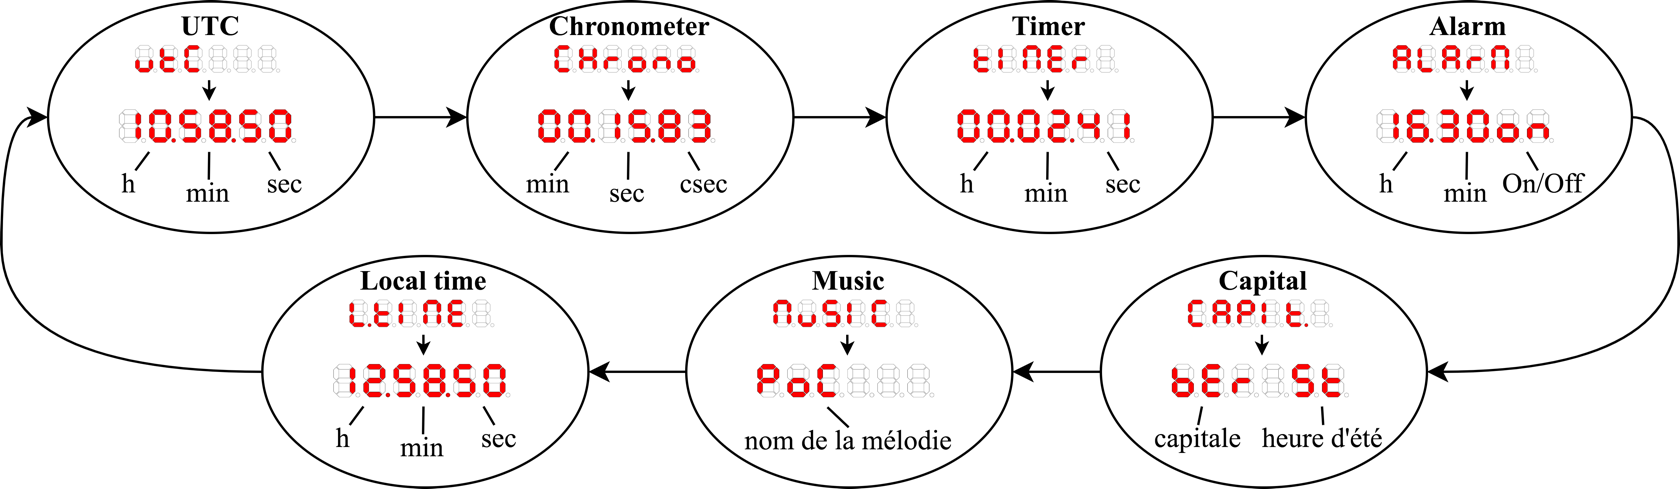 UTC
utC
10.58.50
h
min
sec
Chronometer
CHrono
00.15.83
min
sec
csec
Timer
tIMEr
00.02.41
h
min
sec
Alarm
ALArM
16.30on
h
min
On/Off
Local time
L.tIME
12.58.50
h
min
sec
Music
MuSIC
PoC
nom de la mélodie
Capital
CAPIt.
bEr St
capitale
heure d'été